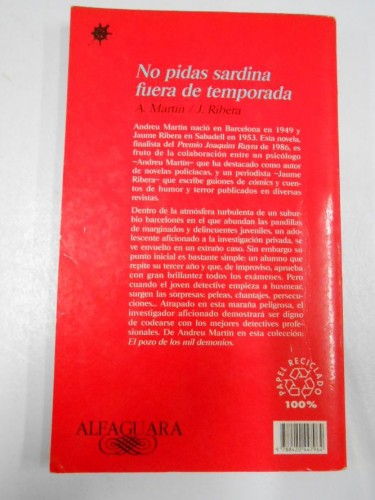 No pidas sardina
fuera de temporada
A. Martín / J. Ribera
Andreu Martín nació en Barcelona en 1949 y
Jaume Ribera en Sabadell en 1953. Esta novela,
finalista del Premio Joaquim Ruyra de 1986, es
fruto de la colaboración entre un psicólogo
–Andreu Martín– que ha destacado como autor
de novelas policiacas, y un periodista –Jaume
Ribera– que escribe guiones de cómics y cuen-
tos de humor y terror publicados en diversas
revistas.
Dentro de la atmósfera turbulenta de un subur-
bio barcelonés en el que abundan las pandillas
de marginados y delincuentes juveniles, un ado-
lescente aficionado a la investigación privada, se
ve envuelto en un extraño caso. Sin embargo su
punto inicial es bastante simple: un alumno que
repite su tercer año y que, de improviso, aprueba
con gran brillantez todos los exámenes. Pero
cuando el joven detective empieza a husmear,
surgen las sorpresas: peleas, chantajes, persecu-
ciones... Atrapado en esta maraña peligrosa, el
investigador aficionado demostrará ser digno
de codearse con los mejores detectives profe-
sionales. De Andreu Martín en esta colección:
El pozo de los mil demonios.
PAPEL RECICLADO
100%
ALFAGUARA